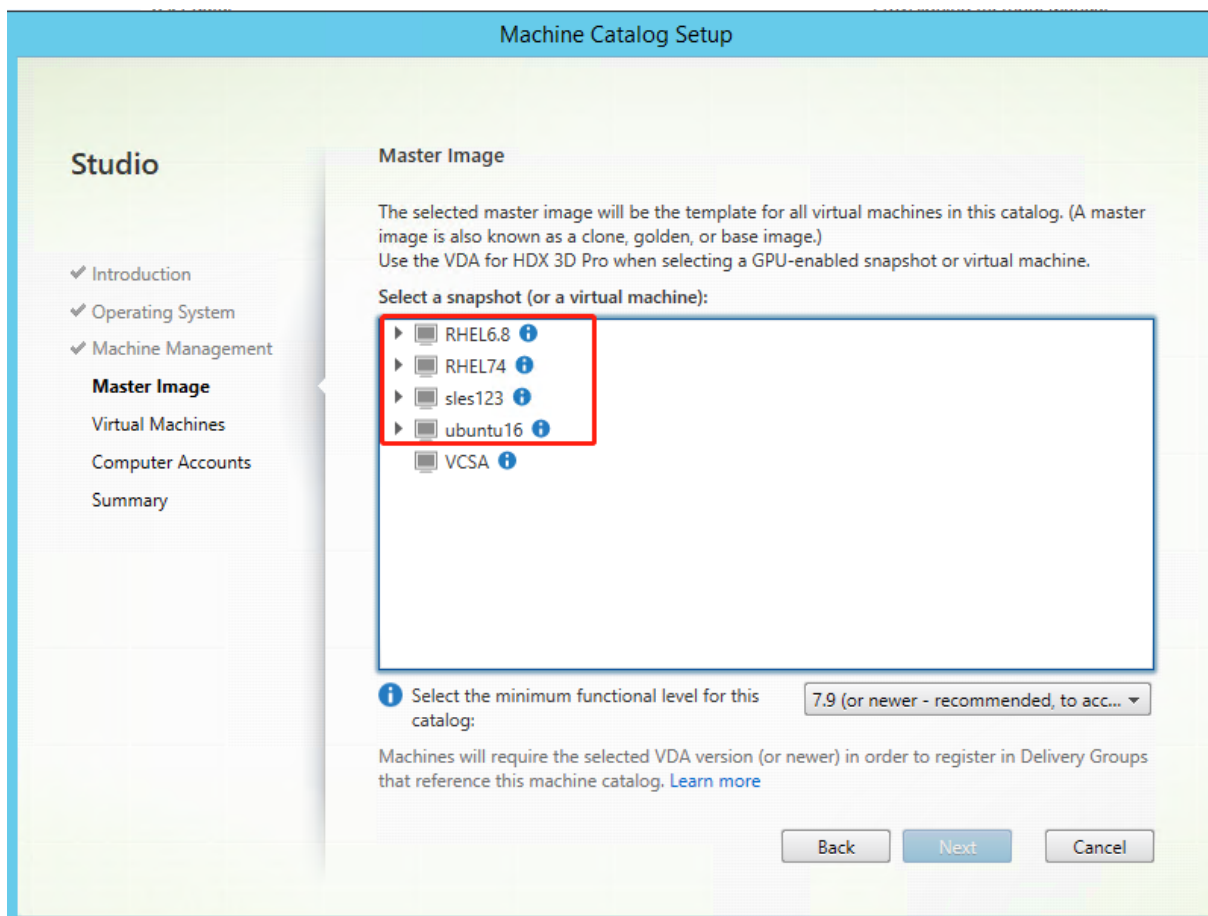 Machine Catalog Setup
Studio
Introduction
Operating System
Machine Management
Master Image
Virtual Machines
Computer Accounts
Summary
Master Image
The selected master image will be the template for all virtual machines in this catalog. (A master
image is also known as a clone, golden, or base image.)
Use the VDA for HDX 3D Pro when selecting a GPU-enabled snapshot or virtual machine.
Select a snapshot (or a virtual machine):
RHEL6.8
RHEL74
sles123
ubuntu16
VCSA
Select the minimum functional level for this
catalog:
7.9 (or newer - recommended, to acc...
Machines will require the selected VDA version (or newer) in order to register in Delivery Groups
that reference this machine catalog. Learn more
Back
Next
Cancel